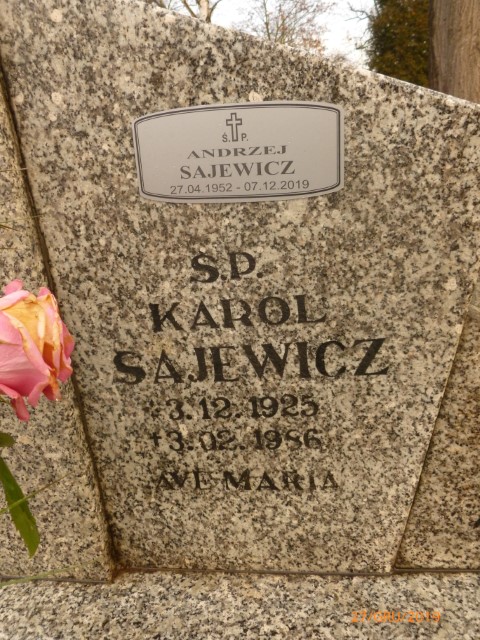 Ś. P.
ANDRZEJ
SAJEWICZ
27.04.1952 - 07.12.2019
Ś.P.
KAROL
SAJEWICZ
* 3.12.1925
† 3.02.1986
AVE MARIA